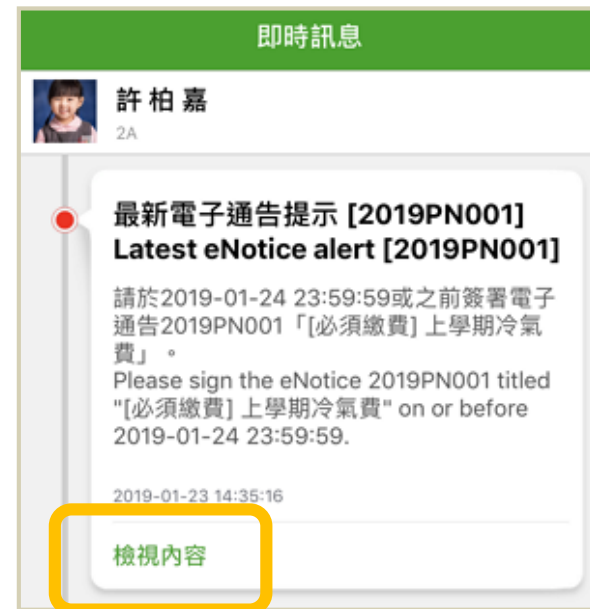 即時訊息
許 柏 嘉
2A
最新電子通告提示 [2019PN001]
Latest eNotice alert [2019PN001]
請於2019-01-24 23:59:59或之前簽署電子
通告2019PN001「[必須繳費] 上學期冷氣
費」。
Please sign the eNotice 2019PN001 titled
"[必須繳費] 上學期冷氣費" on or before
2019-01-24 23:59:59.
2019-01-23 14:35:16
檢視內容